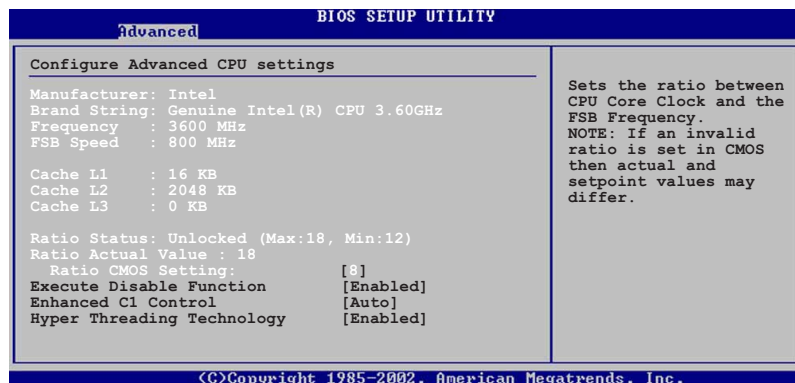 BIOS SETUP UTILITY
Advanced
Configure Advanced CPU settings
Manufacturer: Intel
Brand String: Genuine Intel(R) CPU 3.60GHz
Frequency : 3600 MHz
FSB Speed : 800 MHz
Cache L1 : 16 KB
Cache L2 : 2048 KB
Cache L3 : 0 KB
Ratio Status: Unlocked (Max:18, Min:12)
Ratio Actual Value : 18
Ratio CMOS Setting: [8]
Execute Disable Function [Enabled]
Enhanced C1 Control [Auto]
Hyper Threading Technology [Enabled]
Sets the ratio between
CPU Core Clock and the
FSB Frequency.
NOTE: If an invalid
ratio is set in CMOS
then actual and
setpoint values may
differ.
(C)Copyright 1985-2002, American Megatrends, Inc.